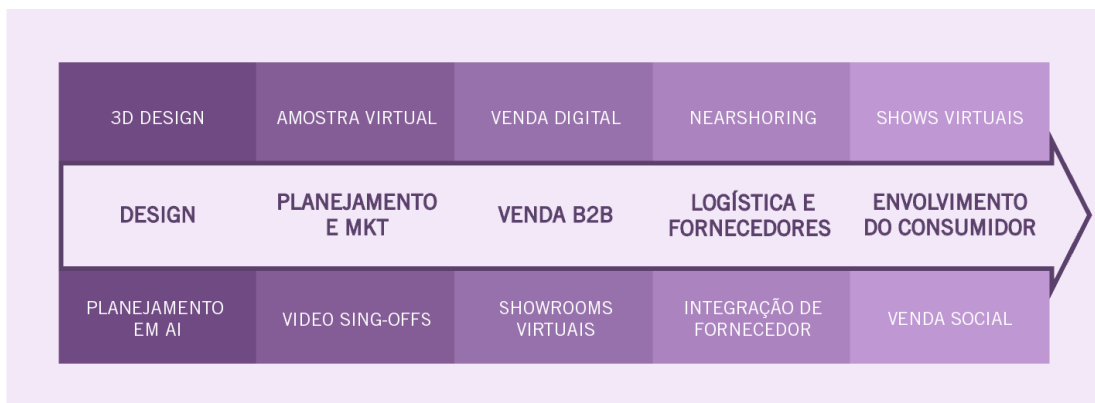 3D DESIGN
AMOSTRA VIRTUAL
VENDA DIGITAL
NEARSHORING
SHOWS VIRTUAIS
DESIGN
PLANEJAMENTO
E MKT
VENDA B2B
LOGÍSTICA E
FORNECEDORES
ENVOLVIMENTO
DO CONSUMIDOR
PLANEJAMENTO
EM AI
VIDEO SING-OFFS
SHOWROOMS
VIRTUAIS
INTEGRAÇÃO DE
FORNECEDOR
VENDA SOCIAL